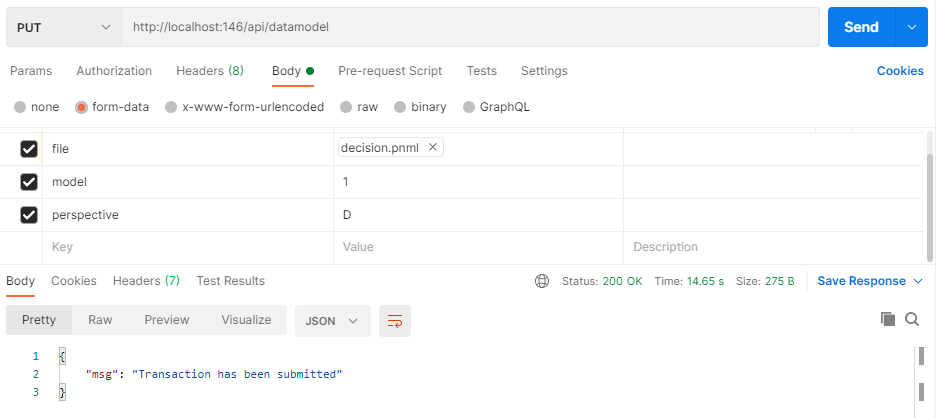 PUT http://localhost:146/api/datamodel Send
Params Authorization Headers (8) Body Pre-request Script Tests Settings Cookies
none form-data x-www-form-urlencoded raw binary GraphQL
file decision.pnml
model 1
perspective D
Key Value Description
Body Cookies Headers (7) Test Results Status: 200 OK Time: 14.65 s Size: 275 B Save Response
Pretty Raw Preview Visualize JSON
1 {
2 "msg": "Transaction has been submitted"
3 }